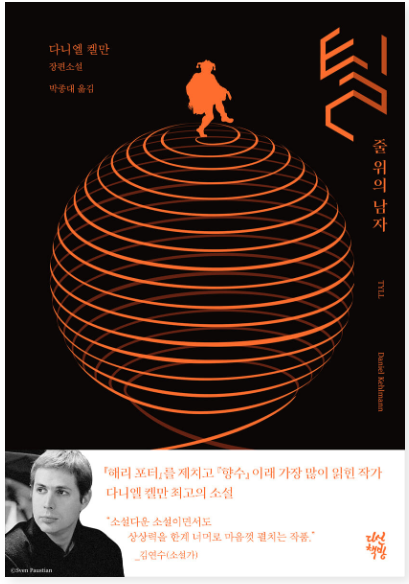 다니엘 켈만
장편소설
박종대 옮김
틸
줄 위의 남자
TYLL
Daniel Kehlmann
『해리 포터』를 제치고 『향수』 이래 가장 많이 읽힌 작가
다니엘 켈만 최고의 소설
“소설다운 소설이면서도
상상력을 한계 너머로 마음껏 펼치는 작품.”
_김연수(소설가)
©Sven Paustian
다산
책방